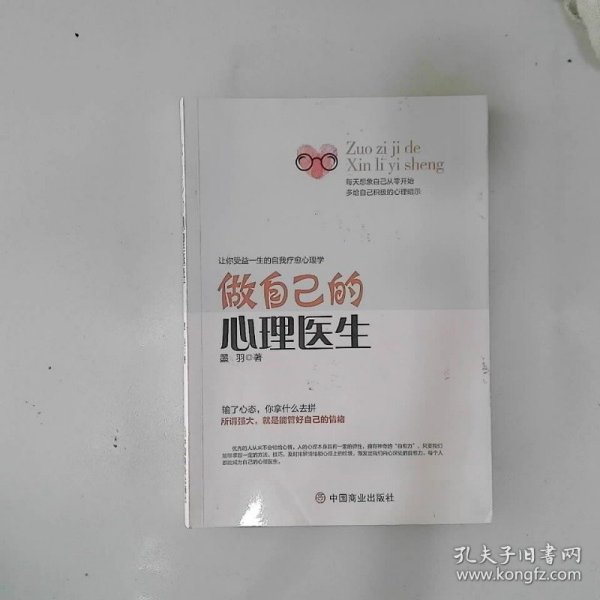 Zuo zi ji de
Xin li yi sheng
每天想象自己从零开始
多给自己积极的心理暗示
让你受益一生的自我疗愈心理学
做自己的
心理医生
墨 羽◎著
输了心态，你拿什么去拼
所谓强大，就是能管好自己的情绪
中国商业出版社
孔夫子旧书网
www.kongfz.com